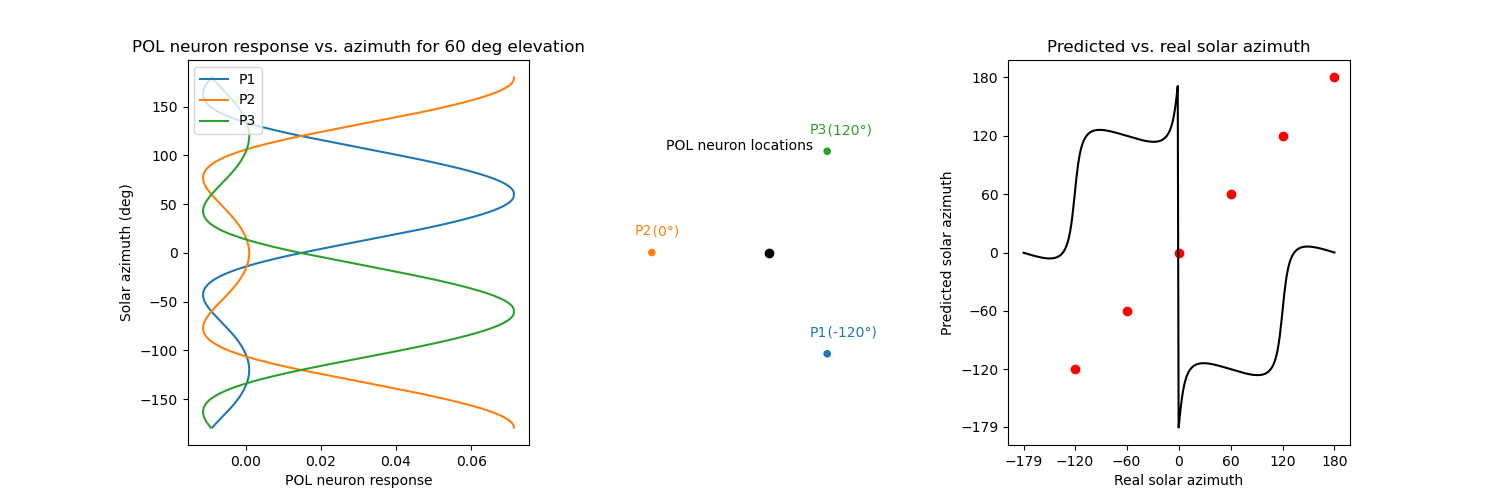 POL neuron response vs. azimuth for 60 deg elevation
P1
P2
P3
150
100
50
0
−50
−100
−150
Solar azimuth (deg)
0.00 0.02 0.04 0.06
POL neuron response
P3(120°)
POL neuron locations
P2(0°)
P1(-120°)
Predicted vs. real solar azimuth
180
120
60
0
−60
−120
−179
Predicted solar azimuth
−179 −120 −60 0 60 120 180
Real solar azimuth